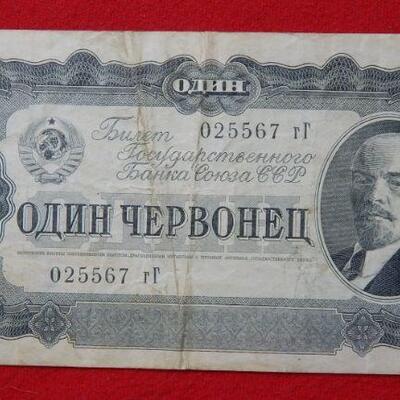 ОДИН
Билет 025567 гГ
Государственного
Банка Союза ССР
ОДИН ЧЕРВОНЕЦ
025567 гГ